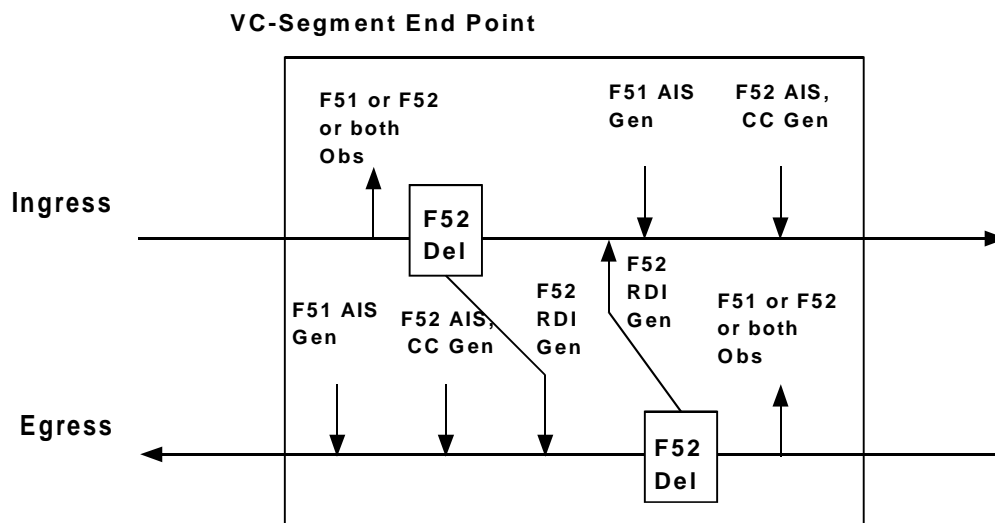 VC-Segment End Point
F51 or F52
or both
Obs
F51 AIS
Gen
F52 AIS,
CC Gen
Ingress
F52
Del
F51 AIS
Gen
F52 AIS,
CC Gen
F52
RDI
Gen
F52
RDI
Gen
F51 or F52
or both
Obs
Egress
F52
Del